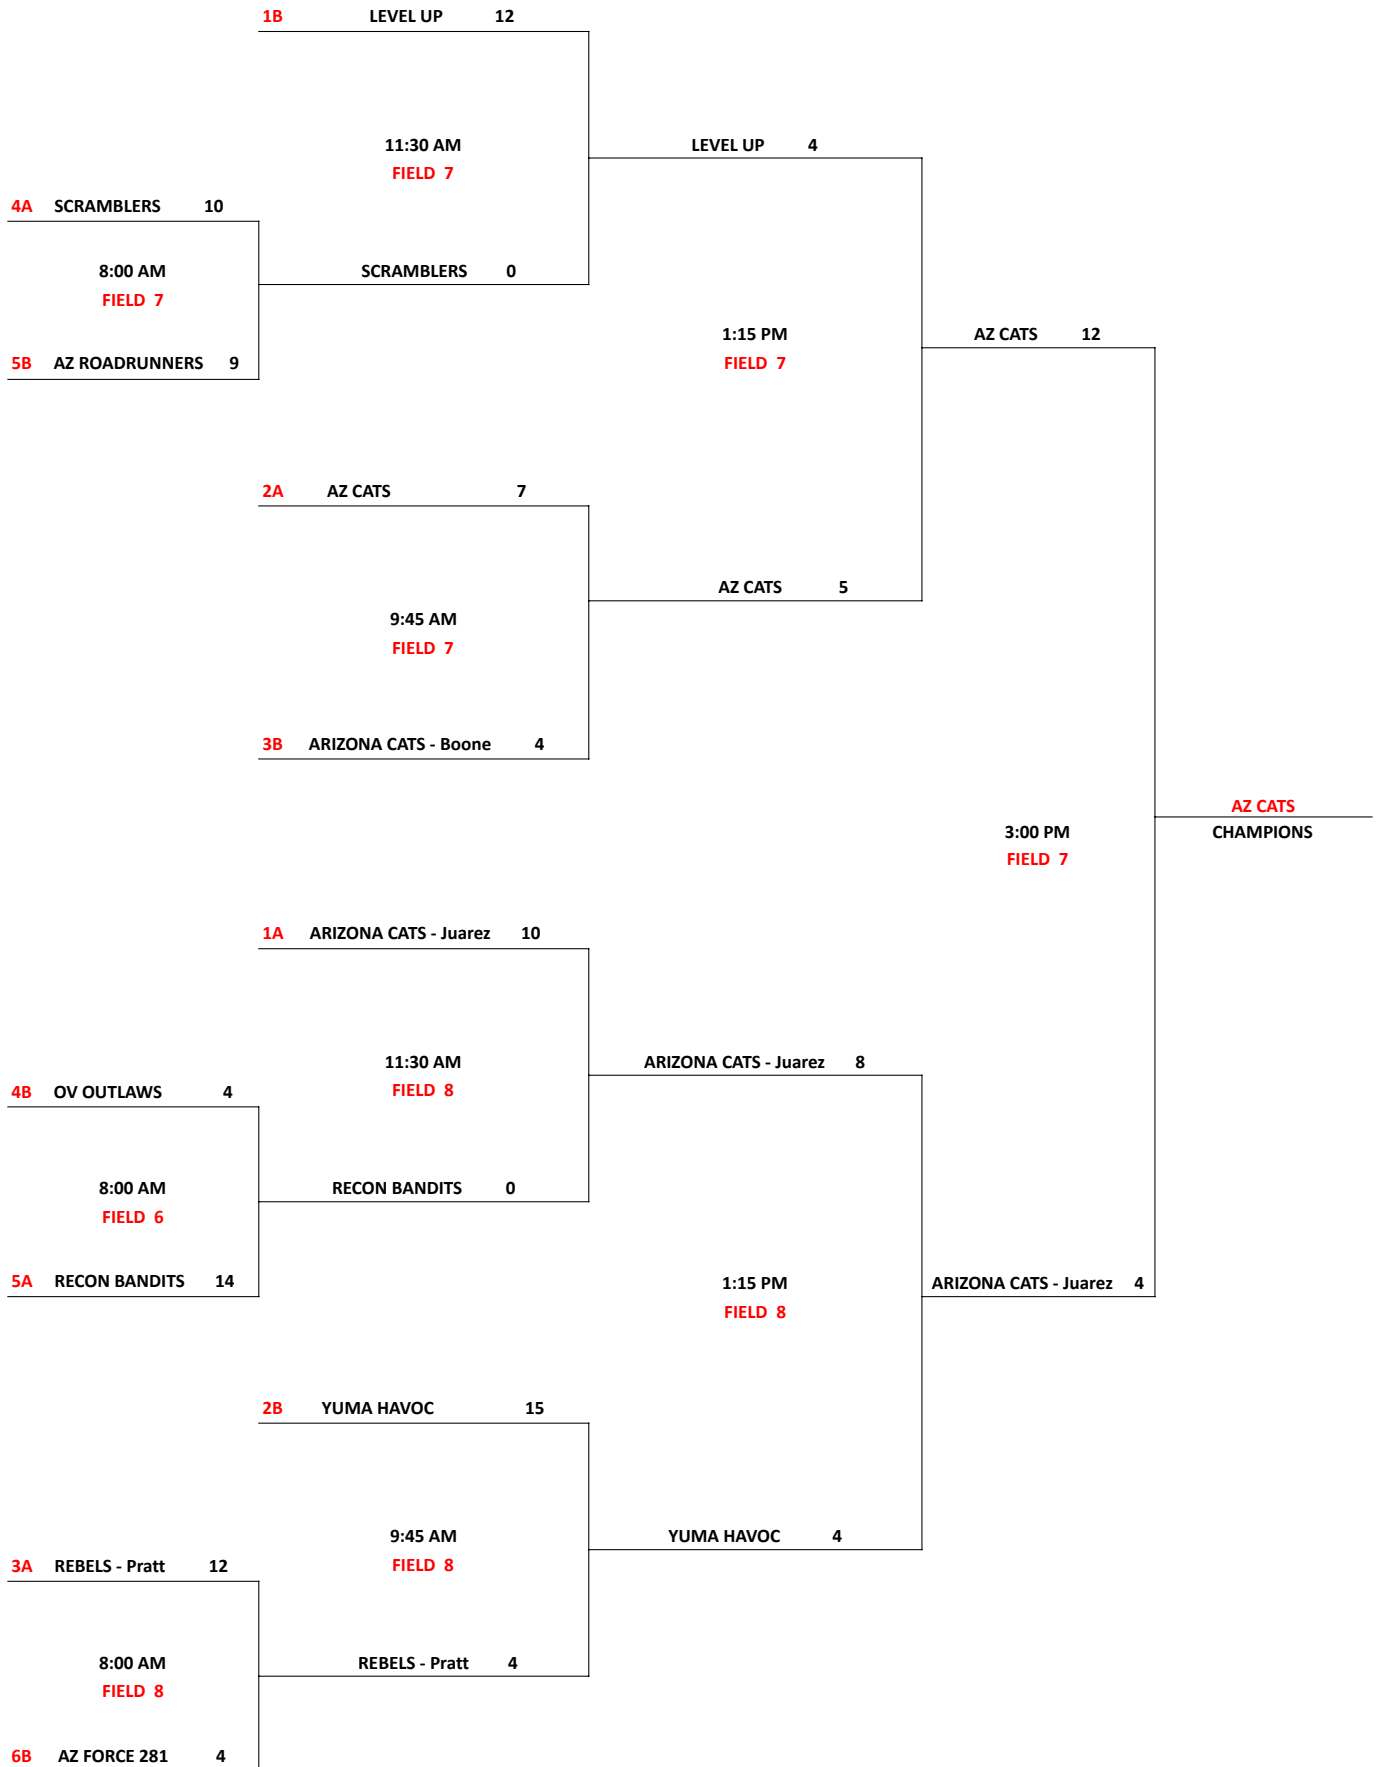 1B LEVEL UP 12
11:30 AM
LEVEL UP 4
FIELD 7
4A SCRAMBLERS 10
8:00 AM
SCRAMBLERS 0
FIELD 7
1:15 PM
AZ CATS 12
5B AZ ROADRUNNERS 9
FIELD 7
2A AZ CATS 7
AZ CATS 5
9:45 AM
FIELD 7
3B ARIZONA CATS - Boone 4
AZ CATS
3:00 PM
CHAMPIONS
FIELD 7
1A ARIZONA CATS - Juarez 10
11:30 AM
ARIZONA CATS - Juarez 8
4B OV OUTLAWS 4
FIELD 8
8:00 AM
RECON BANDITS 0
FIELD 6
5A RECON BANDITS 14
1:15 PM
ARIZONA CATS - Juarez 4
FIELD 8
2B YUMA HAVOC 15
9:45 AM
YUMA HAVOC 4
3A REBELS - Pratt 12
FIELD 8
8:00 AM
REBELS - Pratt 4
FIELD 8
6B AZ FORCE 281 4